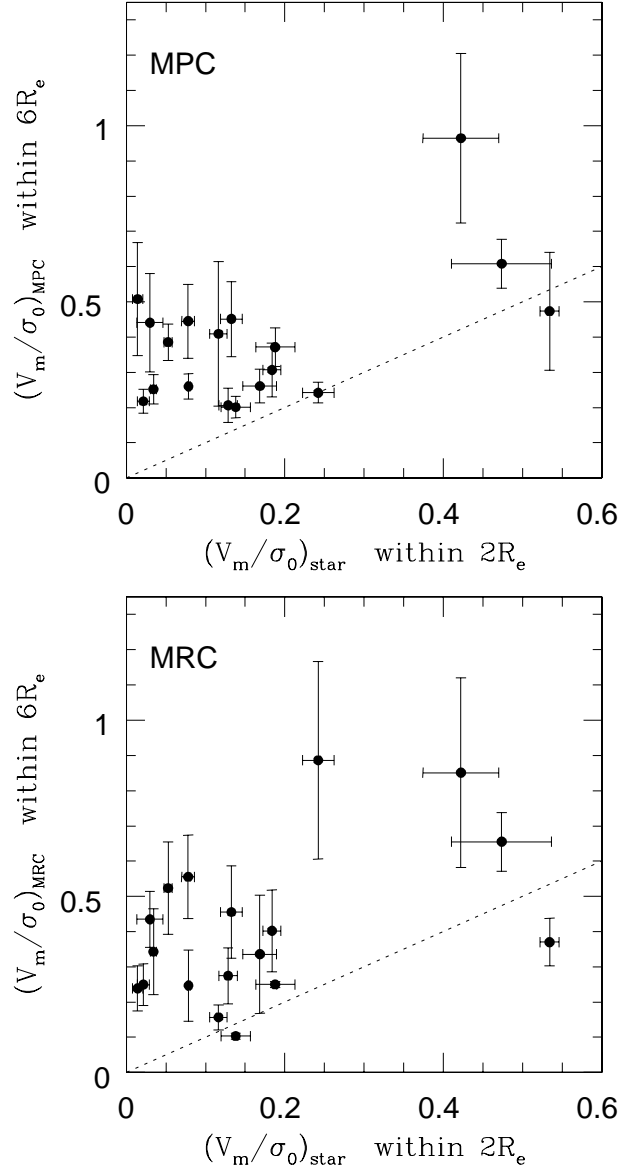 MPC
1
0.5
0
(V_m/σ_0)_MPC within 6R_e
0 0.2 0.4 0.6
(V_m/σ_0)_star within 2R_e
MRC
1
0.5
0
(V_m/σ_0)_MRC within 6R_e
0 0.2 0.4 0.6
(V_m/σ_0)_star within 2R_e